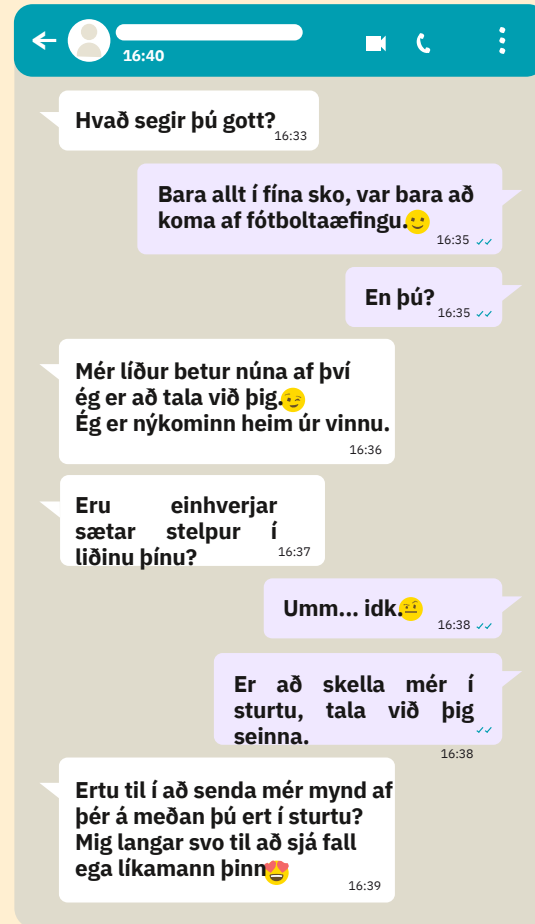 16:40
Hvað segir þú gott?
16:33
Bara allt í fína sko, var bara að
koma af fótboltaæfingu.🙂
16:35
En þú?
16:35
Mér líður betur núna af því
ég er að tala við þig.😉
Ég er nýkominn heim úr vinnu.
16:36
Eru einhverjar
sætar stelpur í
liðinu þínu?
16:37
Umm... idk.🤨
16:38
Er að skella mér í
sturtu, tala við þig
seinna.
16:38
Ertu til í að senda mér mynd af
þér á meðan þú ert í sturtu?
Mig langar svo til að sjá fall
ega líkamann þinn😍
16:39